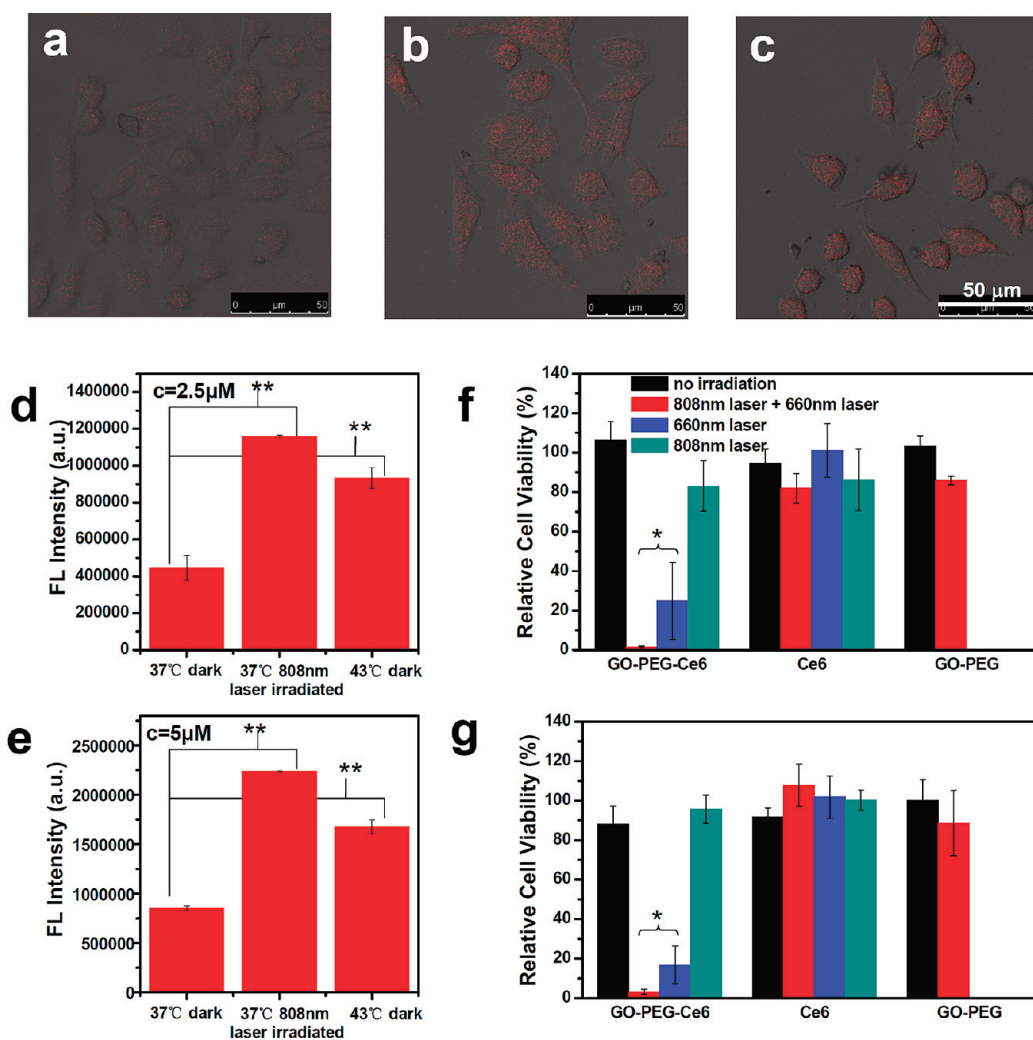 a
b
c
0 μm 50
0 μm 50
50 μm
0 μm 50
d
c=2.5μM
**
**
FL Intensity (a.u.)
1400000
1200000
1000000
800000
600000
400000
200000
0
37℃ dark 37℃ 808nm 43℃ dark
laser irradiated
e
c=5μM
**
**
FL Intensity (a.u.)
2500000
2000000
1500000
1000000
500000
0
37℃ dark 37℃ 808nm 43℃ dark
laser irradiated
f
no irradiation
808nm laser + 660nm laser
660nm laser
808nm laser
*
Relative Cell Viability (%)
140
120
100
80
60
40
20
0
GO-PEG-Ce6 Ce6 GO-PEG
g
*
Relative Cell Viability (%)
140
120
100
80
60
40
20
0
GO-PEG-Ce6 Ce6 GO-PEG